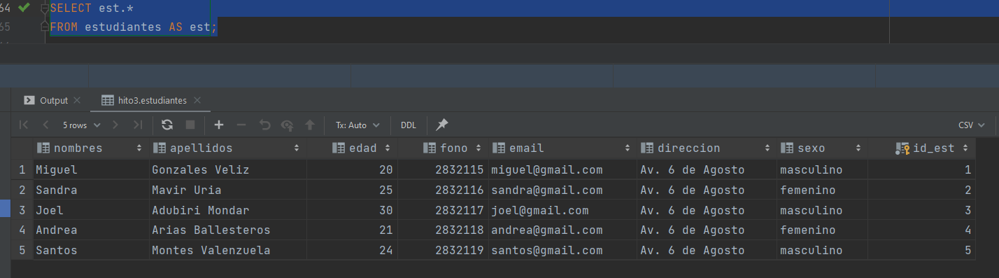 64 SELECT est.*
65 FROM estudiantes AS est;
Output hito3.estudiantes
5 rows Tx: Auto DDL CSV
nombres apellidos edad fono email direccion sexo id_est
1 Miguel Gonzales Veliz 20 2832115 miguel@gmail.com Av. 6 de Agosto masculino 1
2 Sandra Mavir Uria 25 2832116 sandra@gmail.com Av. 6 de Agosto femenino 2
3 Joel Adubiri Mondar 30 2832117 joel@gmail.com Av. 6 de Agosto masculino 3
4 Andrea Arias Ballesteros 21 2832118 andrea@gmail.com Av. 6 de Agosto femenino 4
5 Santos Montes Valenzuela 24 2832119 santos@gmail.com Av. 6 de Agosto masculino 5